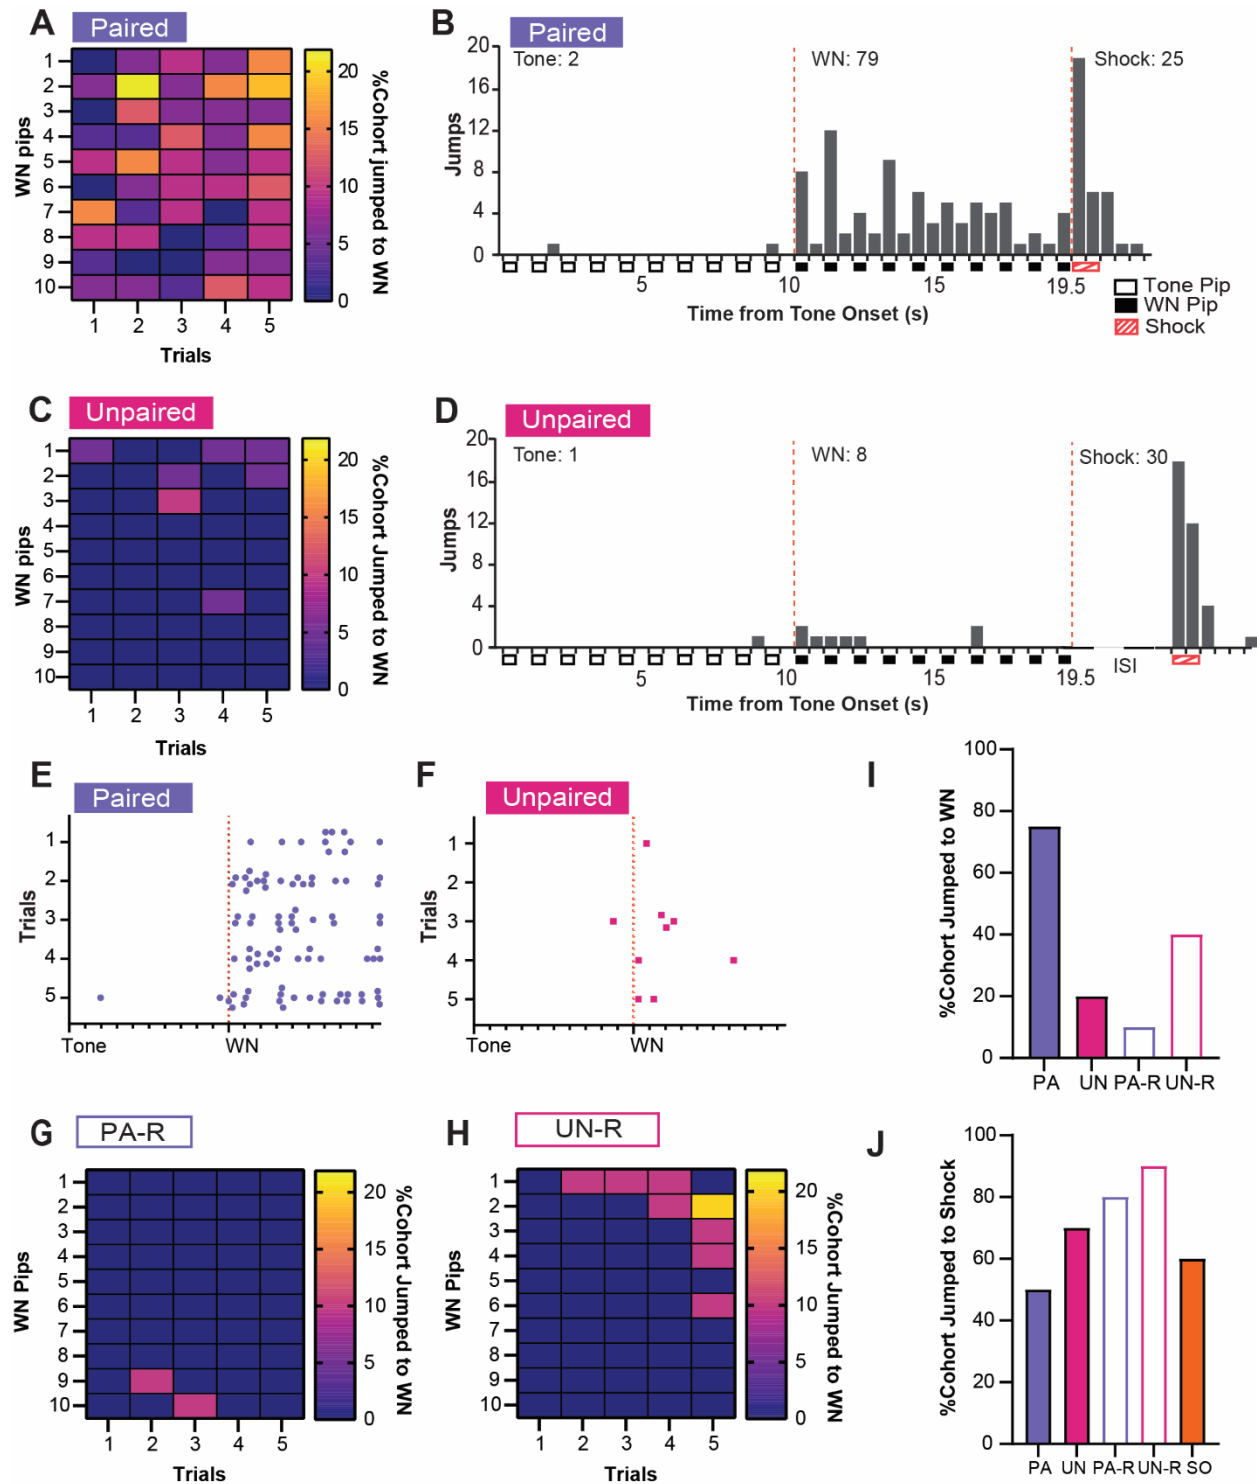 A
Paired
1
2
3
4
5
6
7
8
9
10
WN pips
1 2 3 4 5
Trials
20
15
10
5
0
%Cohort jumped to WN
B
Paired
20
16
12
8
4
0
Jumps
Tone: 2
WN: 79
Shock: 25
5 10 15 19.5
Time from Tone Onset (s)
Tone Pip
WN Pip
Shock
C
Unpaired
1
2
3
4
5
6
7
8
9
10
WN pips
1 2 3 4 5
Trials
20
15
10
5
0
%Cohort Jumped to WN
D
Unpaired
20
16
12
8
4
0
Jumps
Tone: 1
WN: 8
Shock: 30
5 10 15 19.5
ISI
Time from Tone Onset (s)
E
Paired
1
2
3
4
5
Trials
Tone WN
F
Unpaired
1
2
3
4
5
Trials
Tone WN
I
100
80
60
40
20
0
%Cohort Jumped to WN
PA UN PA-R UN-R
G
PA-R
1
2
3
4
5
6
7
8
9
10
WN Pips
1 2 3 4 5
Trials
20
15
10
5
0
%Cohort Jumped to WN
H
UN-R
1
2
3
4
5
6
7
8
9
10
WN Pips
1 2 3 4 5
Trials
20
15
10
5
0
%Cohort Jumped to WN
J
100
80
60
40
20
0
%Cohort Jumped to Shock
PA UN PA-R UN-R SO